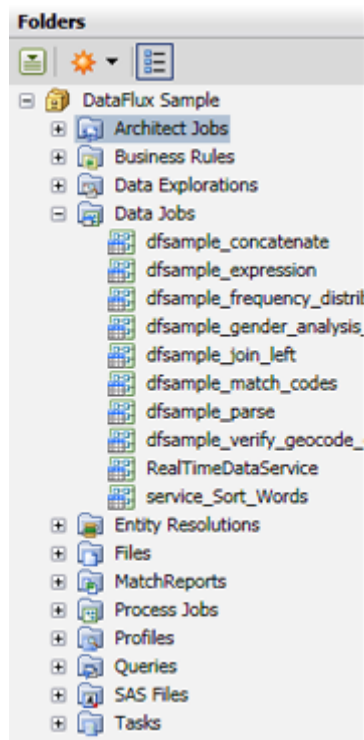 Folders
DataFlux Sample
Architect Jobs
Business Rules
Data Explorations
Data Jobs
dfsample_concatenate
dfsample_expression
dfsample_frequency_distrib
dfsample_gender_analysis_
dfsample_join_left
dfsample_match_codes
dfsample_parse
dfsample_verify_geocode_
RealTimeDataService
service_Sort_Words
Entity Resolutions
Files
MatchReports
Process Jobs
Profiles
Queries
SAS Files
Tasks